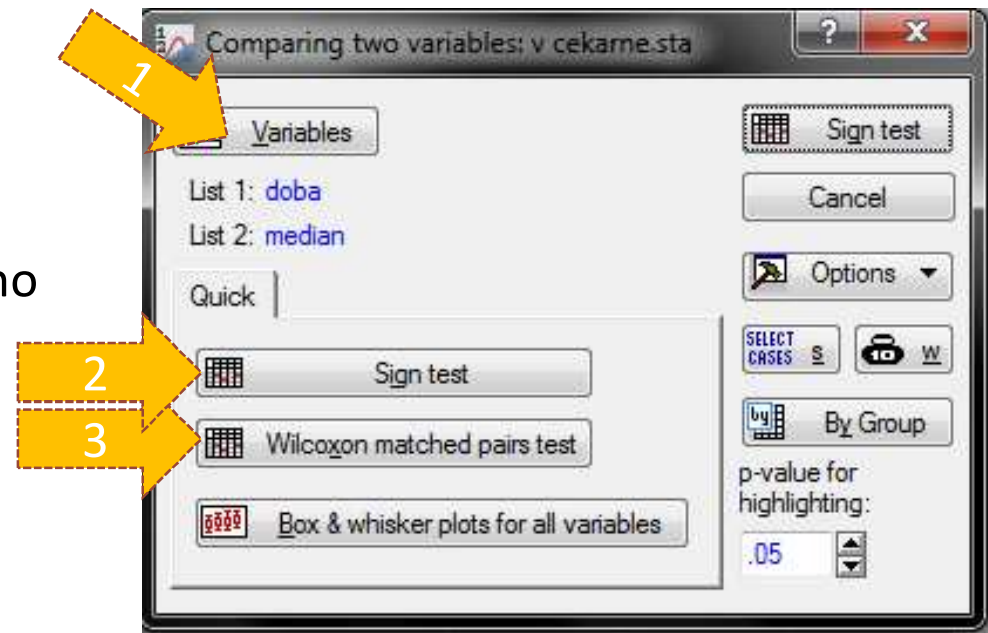 Comparing two variables: v cekarne.sta
?
X
1
Variables
Sign test
List 1: doba
Cancel
List 2: median
no
Options
Quick
SELECT CASES S
W
2
Sign test
By Group
by
3
Wilcoxon matched pairs test
p-value for
highlighting:
Box & whisker plots for all variables
.05